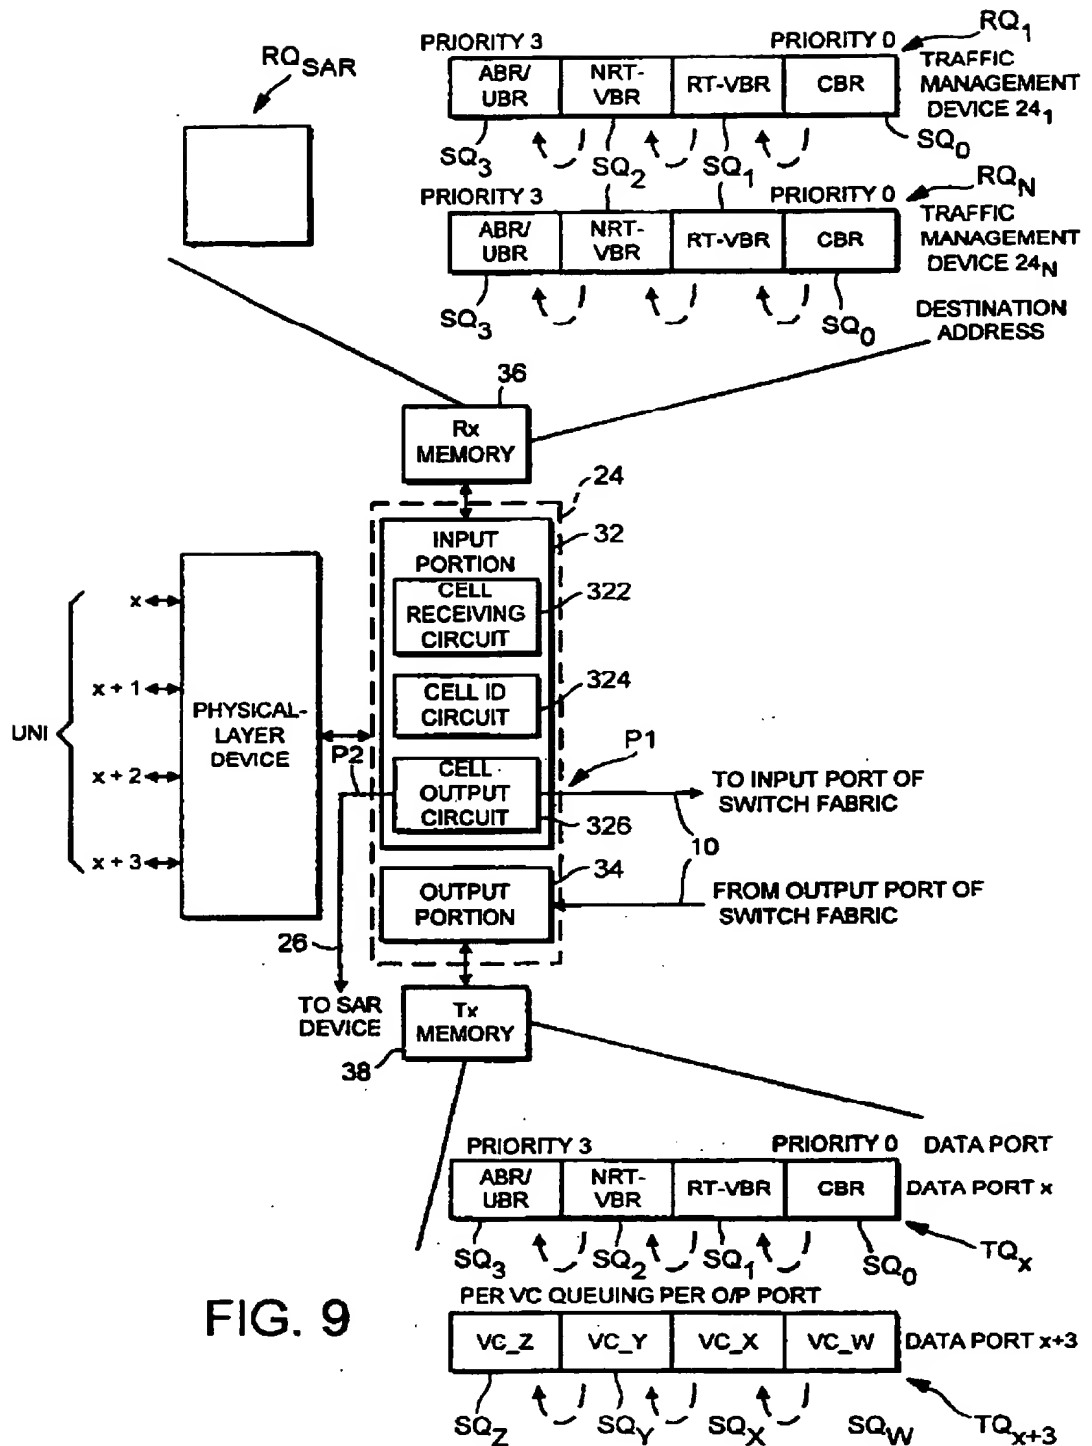 RQ1
PRIORITY 3 PRIORITY 0
RQSAR
TRAFFIC
MANAGEMENT
DEVICE 24₁
ABR/
UBR
NRT-
VBR
RT-VBR
CBR
SQ3 SQ2 SQ1 SQ0
PRIORITY 3 PRIORITY 0
RQN
TRAFFIC
MANAGEMENT
DEVICE 24N
ABR/
UBR
NRT-
VBR
RT-VBR
CBR
SQ3 SQ0
DESTINATION
ADDRESS
36
Rx
MEMORY
24
INPUT
PORTION
32
CELL
RECEIVING
CIRCUIT
322
CELL ID
CIRCUIT
324
CELL
OUTPUT
CIRCUIT
326
UNI
x
x + 1
x + 2
x + 3
PHYSICAL-
LAYER
DEVICE
P2
P1
TO INPUT PORT OF
SWITCH FABRIC
10
OUTPUT
PORTION
34
FROM OUTPUT PORT OF
SWITCH FABRIC
26
TO SAR
DEVICE
Tx
MEMORY
38
PRIORITY 3 PRIORITY 0 DATA PORT
ABR/
UBR
NRT-
VBR
RT-VBR
CBR
DATA PORT x
SQ3 SQ2 SQ1 SQ0 TQx
PER VC QUEUING PER O/P PORT
VC_Z VC_Y VC_X VC_W DATA PORT x+3
SQZ SQY SQX SQW TQx+3
FIG. 9